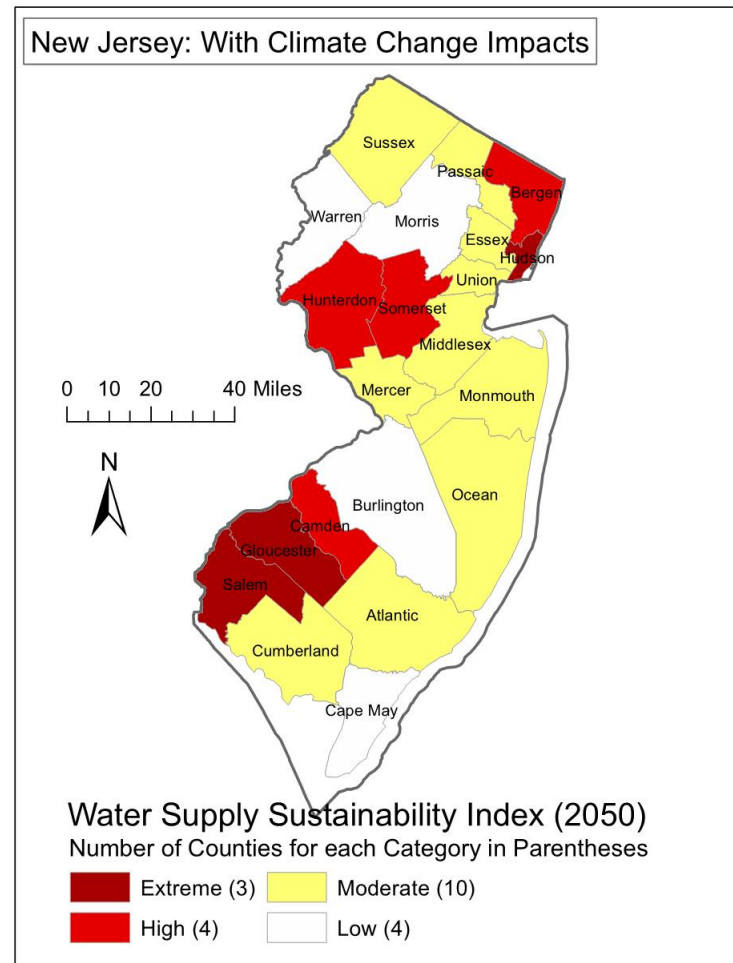 New Jersey: With Climate Change Impacts
Sussex
Passaic
Bergen
Warren
Morris
Essex
Hudson
Union
Hunterdon
Somerset
Middlesex
Mercer
Monmouth
0 10 20 40 Miles
N
Ocean
Burlington
Camden
Gloucester
Salem
Atlantic
Cumberland
Cape May
Water Supply Sustainability Index (2050)
Number of Counties for each Category in Parentheses
Extreme (3) Moderate (10)
High (4) Low (4)